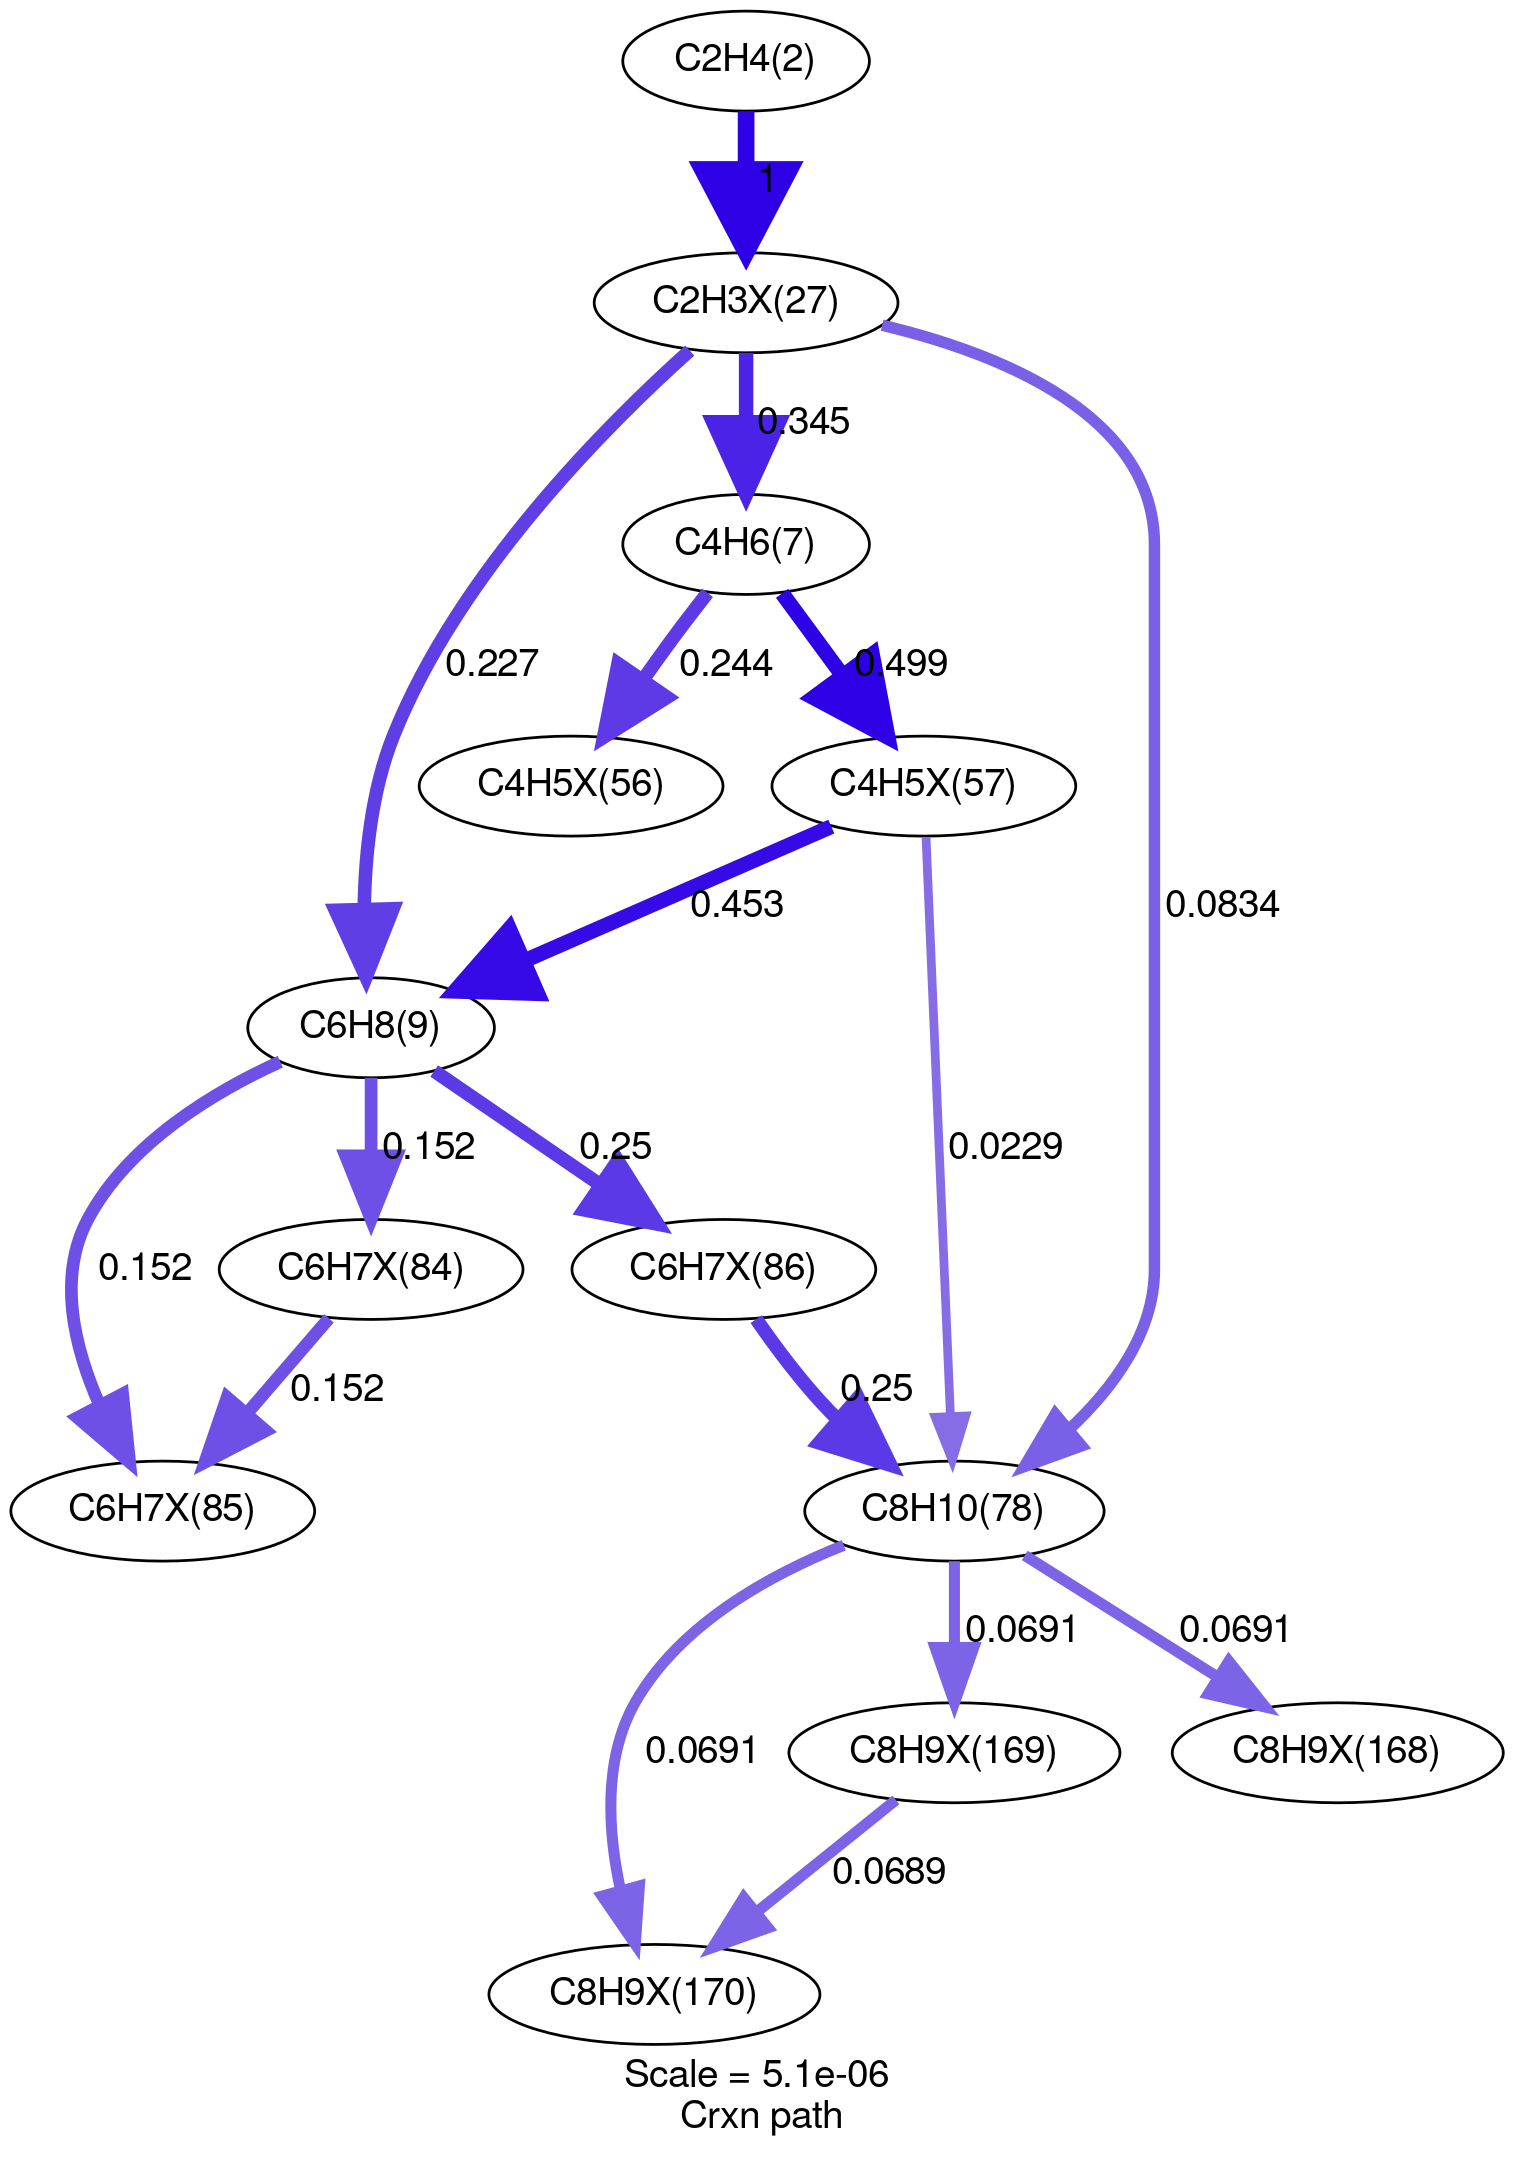 C2H4(2)
1
C2H3X(27)
0.345
C4H6(7)
0.227
0.244
0.499
C4H5X(56)
C4H5X(57)
0.453
0.0834
C6H8(9)
0.152
0.25
0.0229
0.152
C6H7X(84)
C6H7X(86)
0.152
0.25
C6H7X(85)
C8H10(78)
0.0691
0.0691
0.0691
C8H9X(169)
C8H9X(168)
0.0689
C8H9X(170)
Scale = 5.1e-06
Crxn path